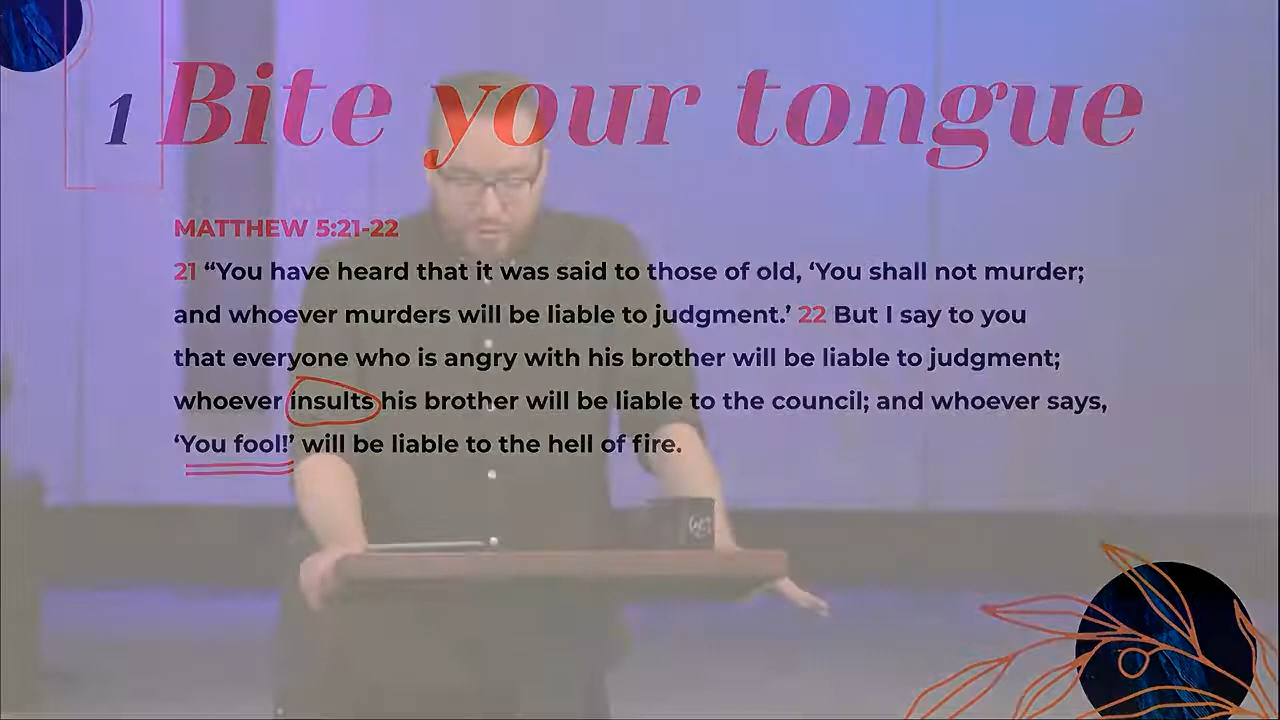 1 Bite your tongue
MATTHEW 5:21-22
21 “You have heard that it was said to those of old, ‘You shall not murder;
and whoever murders will be liable to judgment.’ 22 But I say to you
that everyone who is angry with his brother will be liable to judgment;
whoever insults his brother will be liable to the council; and whoever says,
‘You fool!’ will be liable to the hell of fire.